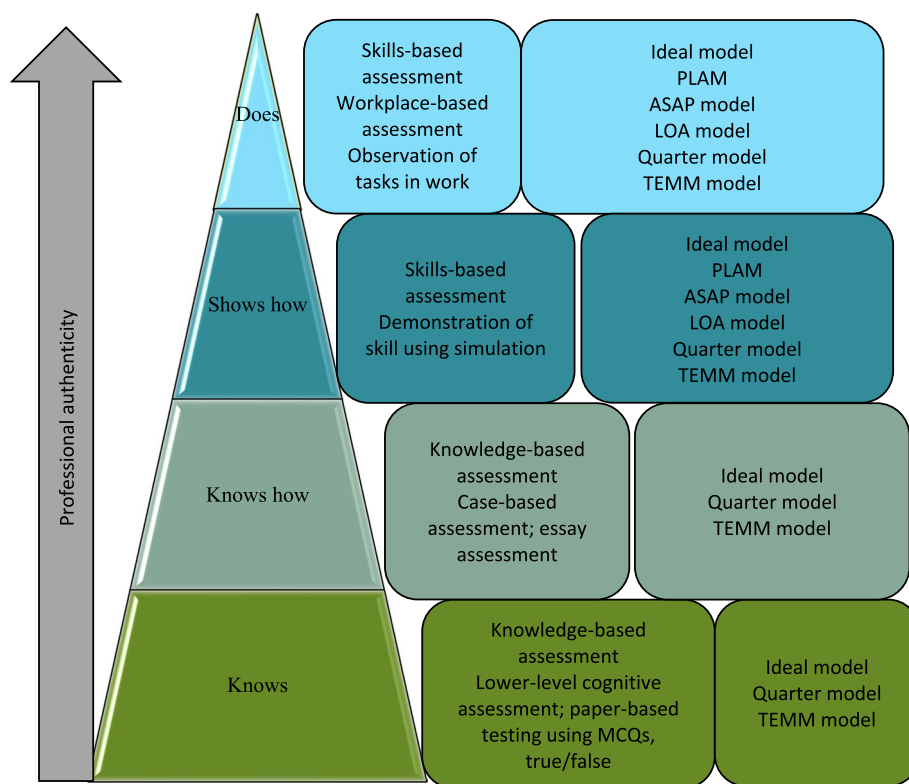 Professional authenticity
Does
Skills-based
assessment
Workplace-based
assessment
Observation of
tasks in work
Ideal model
PLAM
ASAP model
LOA model
Quarter model
TEMM model
Shows how
Skills-based
assessment
Demonstration of
skill using simulation
Ideal model
PLAM
ASAP model
LOA model
Quarter model
TEMM model
Knows how
Knowledge-based
assessment
Case-based
assessment; essay
assessment
Ideal model
Quarter model
TEMM model
Knows
Knowledge-based
assessment
Lower-level cognitive
assessment; paper-based
testing using MCQs,
true/false
Ideal model
Quarter model
TEMM model